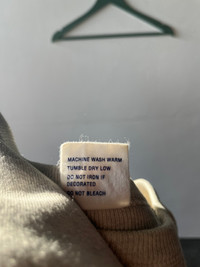 MACHINE WASH WARM
TUMBLE DRY LOW
DO NOT IRON IF
DECORATED
DO NOT BLEACH